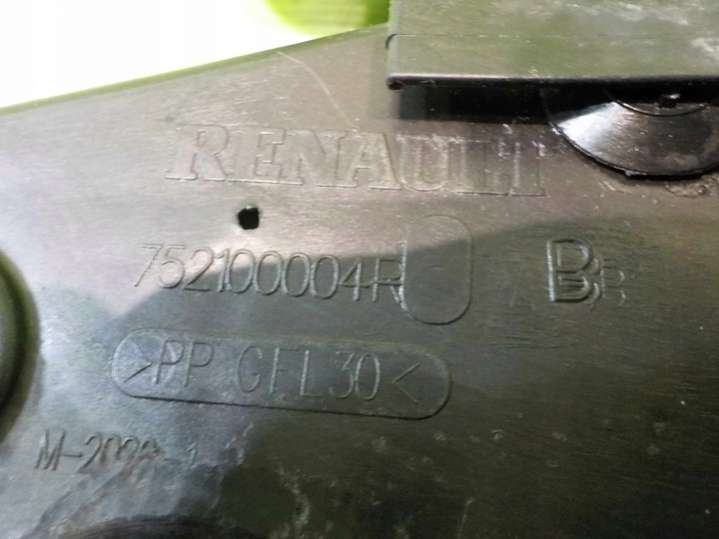 RENAULT
752100004R B
>PP GFL30<